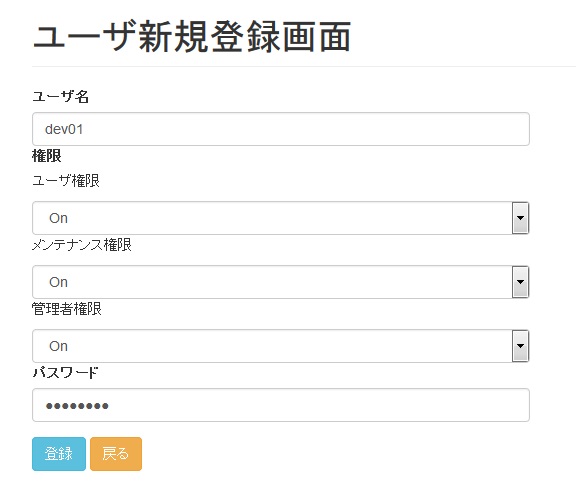 ユーザ新規登録画面
ユーザ名
dev01
権限
ユーザ権限
On
メンテナンス権限
On
管理者権限
On
パスワード
●●●●●●●●
登録 戻る